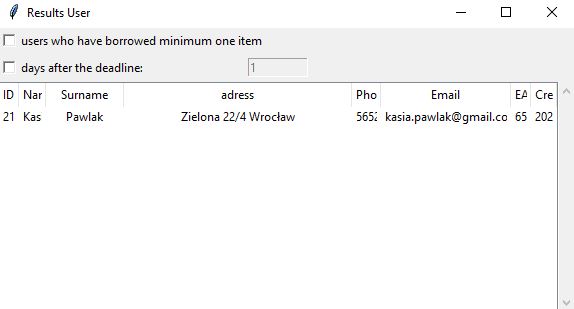 Results User
users who have borrowed minimum one item
days after the deadline: 1
ID Nar Surname adress Pho Email EA Cre
21 Kas Pawlak Zielona 22/4 Wrocław 5652 kasia.pawlak@gmail.co 65 202